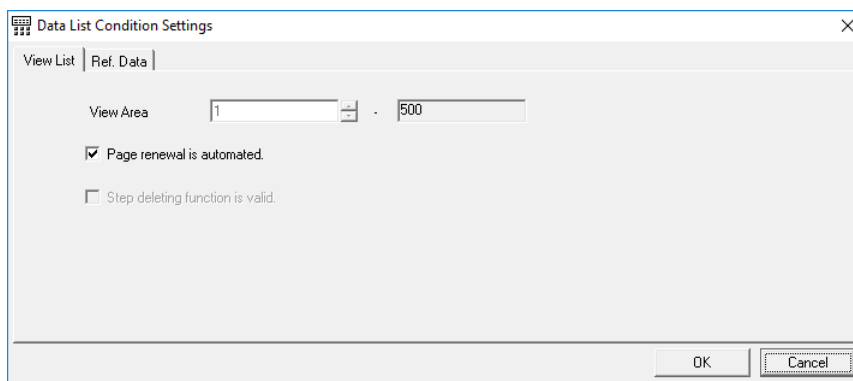 Data List Condition Settings
View List Ref. Data
View Area 1 - 500
Page renewal is automated.
Step deleting function is valid.
OK Cancel